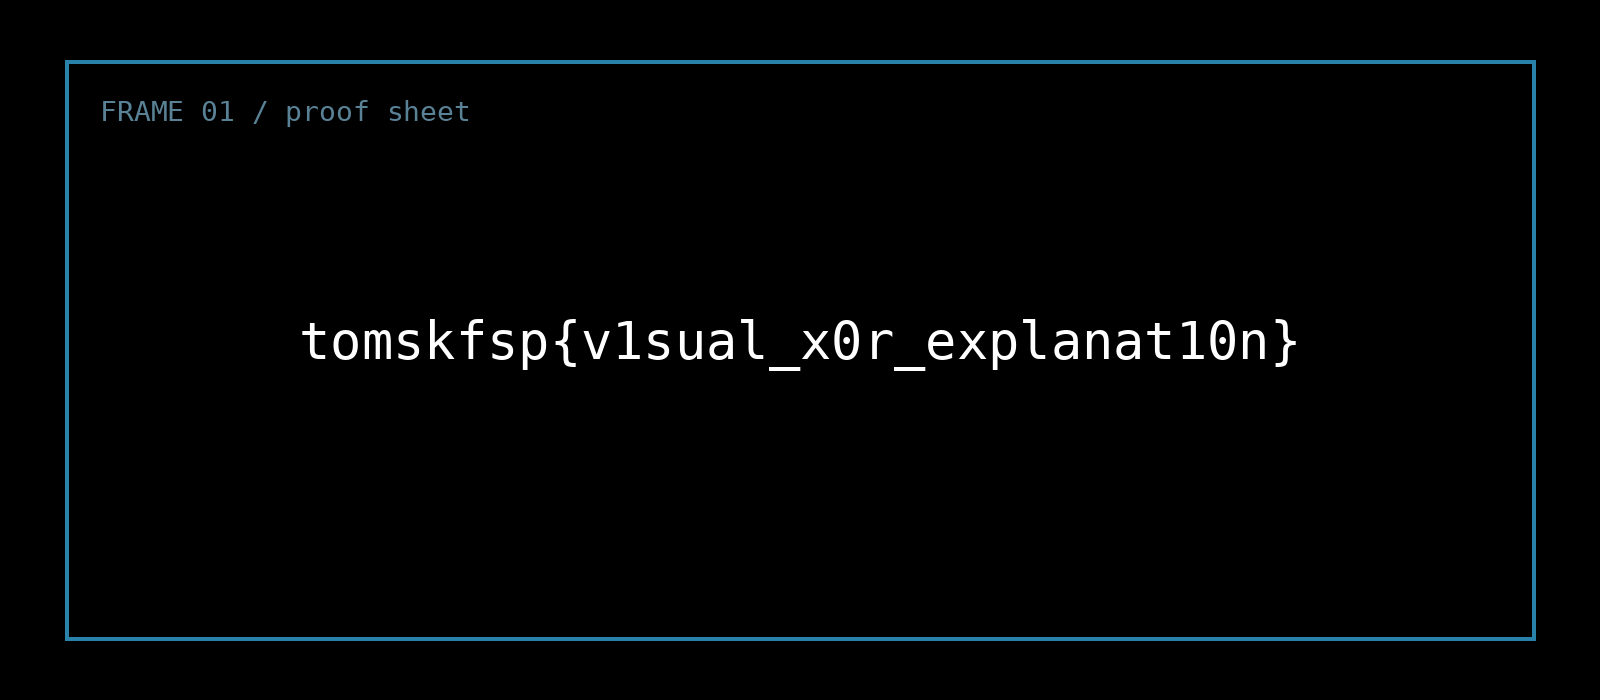 FRAME 01 / proof sheet
tomskfsp{v1sual_x0r_explanat10n}